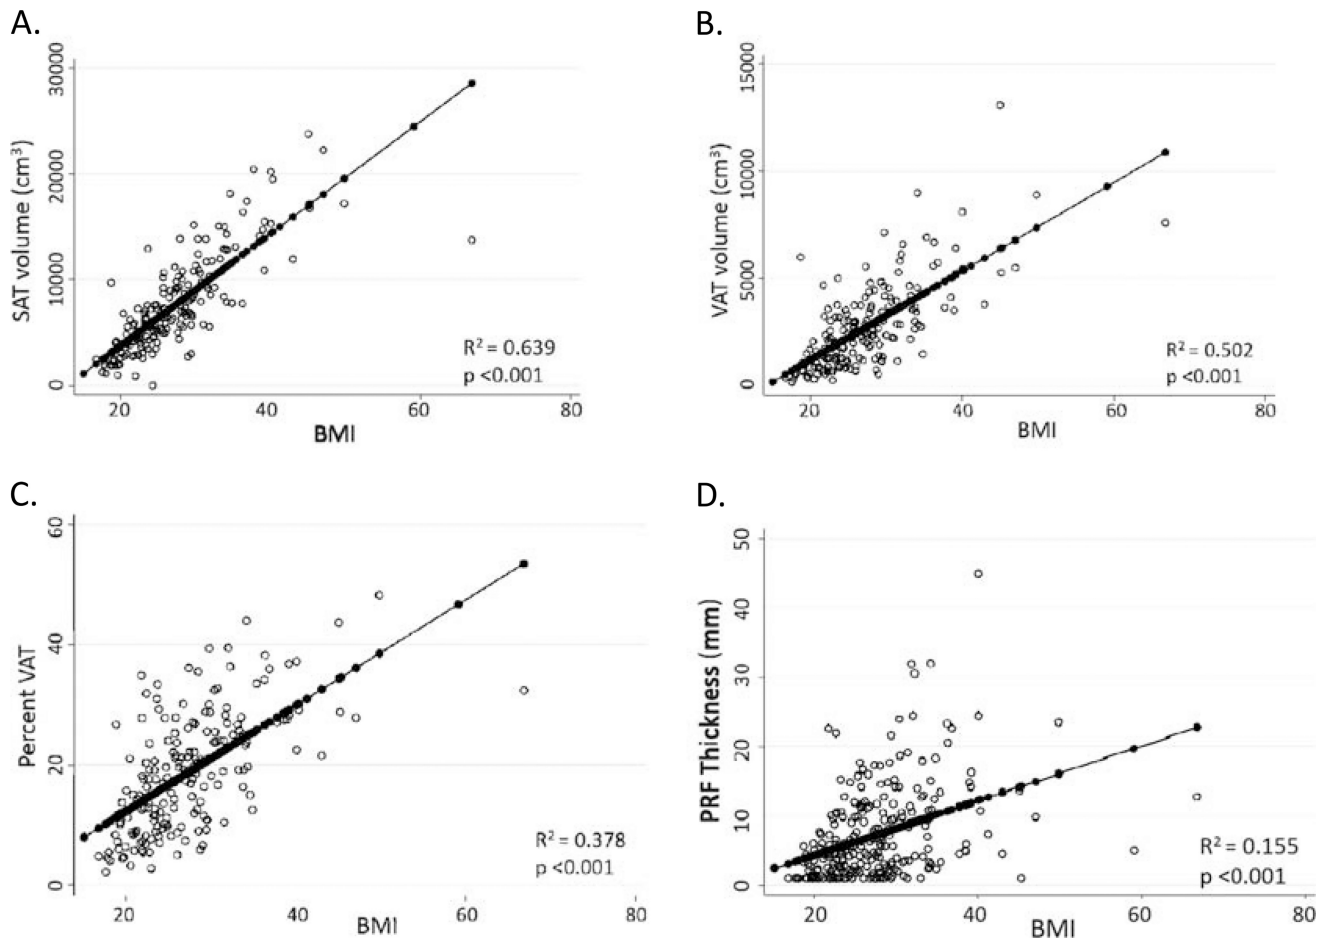 A.
SAT volume (cm³)
30000
20000
10000
0
R² = 0.639
p <0.001
20 40 60 80
BMI
B.
VAT volume (cm³)
15000
10000
5000
0
R² = 0.502
p <0.001
20 40 60 80
BMI
C.
Percent VAT
60
40
20
0
R² = 0.378
p <0.001
20 40 60 80
BMI
D.
PRF Thickness (mm)
50
40
30
20
10
0
R² = 0.155
p <0.001
20 40 60 80
BMI